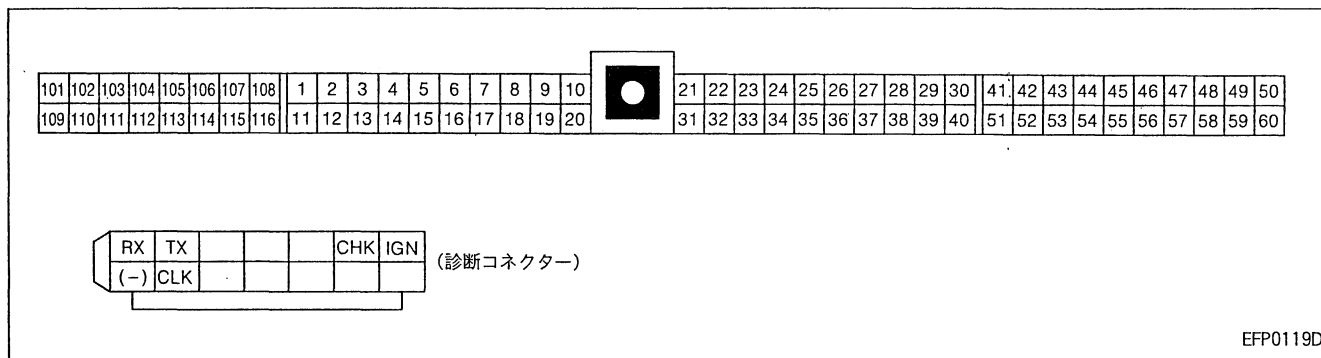 101 102 103 104 105 106 107 108 1 2 3 4 5 6 7 8 9 10 21 22 23 24 25 26 27 28 29 30 41 42 43 44 45 46 47 48 49 50
109 110 111 112 113 114 115 116 11 12 13 14 15 16 17 18 19 20 31 32 33 34 35 36 37 38 39 40 51 52 53 54 55 56 57 58 59 60
RX TX CHK IGN
(-) CLK
(診断コネクター)
EFP0119D